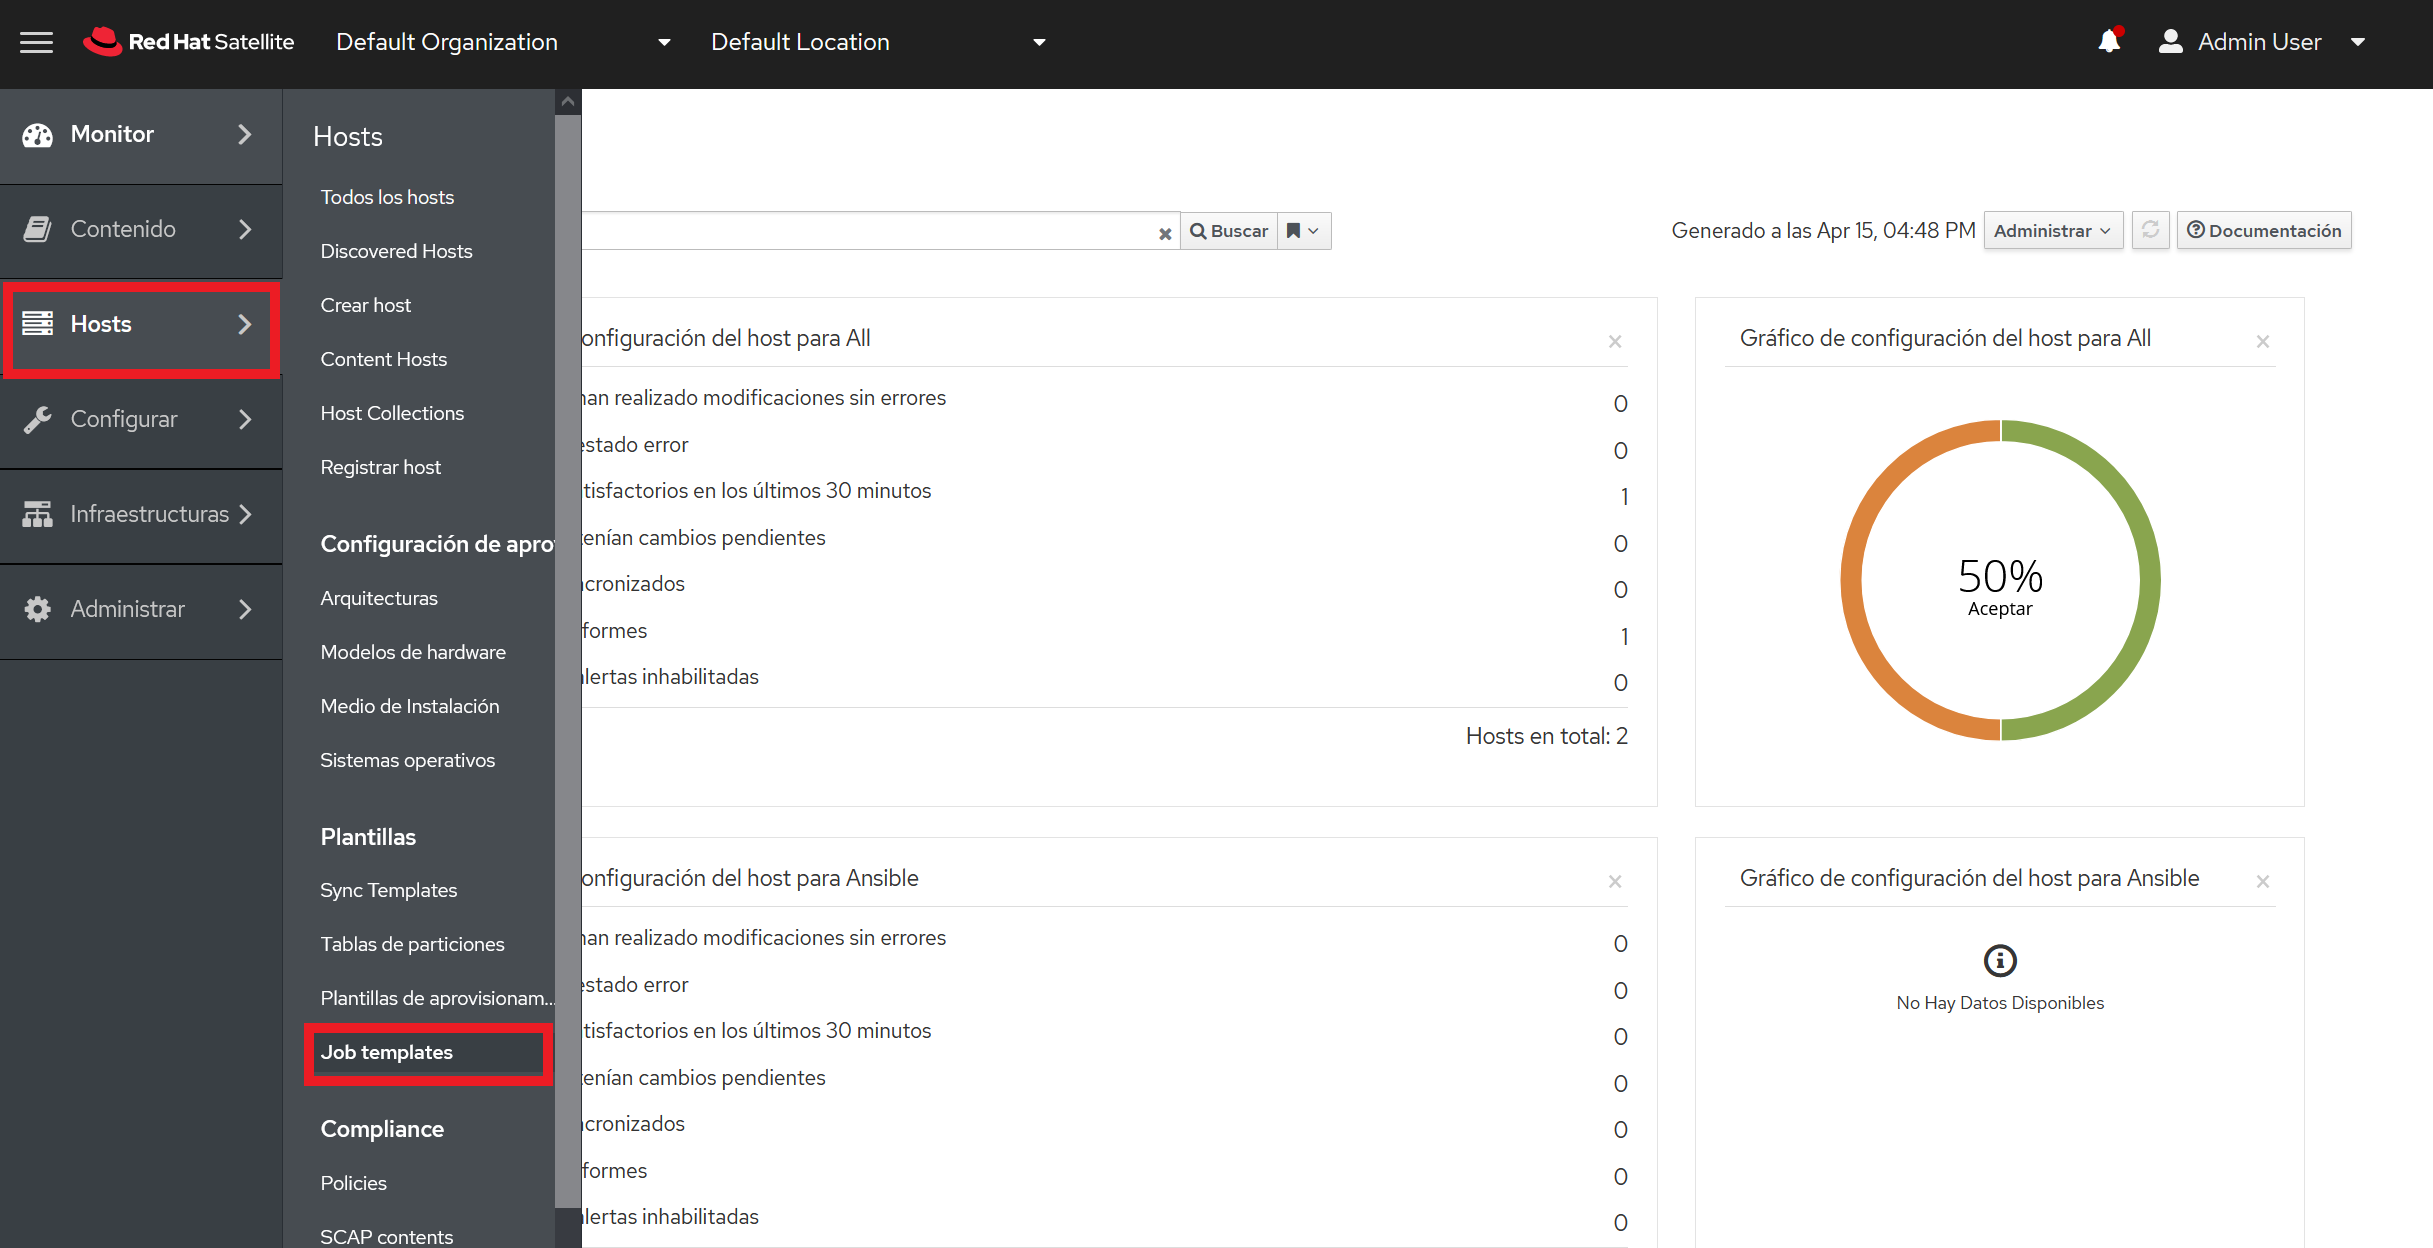 Red Hat Satellite
Default Organization
Default Location
Admin User
Monitor
Contenido
Hosts
Configurar
Infraestructuras
Administrar
Hosts
Todos los hosts
Discovered Hosts
Crear host
Content Hosts
Host Collections
Registrar host
Configuración de apro
Arquitecturas
Modelos de hardware
Medio de Instalación
Sistemas operativos
Plantillas
Sync Templates
Tablas de particiones
Plantillas de aprovisionam...
Job templates
Compliance
Policies
SCAP contents
Buscar
Generado a las Apr 15, 04:48 PM
Administrar
Documentación
onfiguración del host para All
han realizado modificaciones sin errores 0
estado error 0
tisfactorios en los últimos 30 minutos 1
tenían cambios pendientes 0
ncronizados 0
formes 1
alertas inhabilitadas 0
Hosts en total: 2
Gráfico de configuración del host para All
50%
Aceptar
onfiguración del host para Ansible
han realizado modificaciones sin errores 0
estado error 0
tisfactorios en los últimos 30 minutos 0
tenían cambios pendientes 0
ncronizados 0
formes 0
alertas inhabilitadas 0
Gráfico de configuración del host para Ansible
No Hay Datos Disponibles